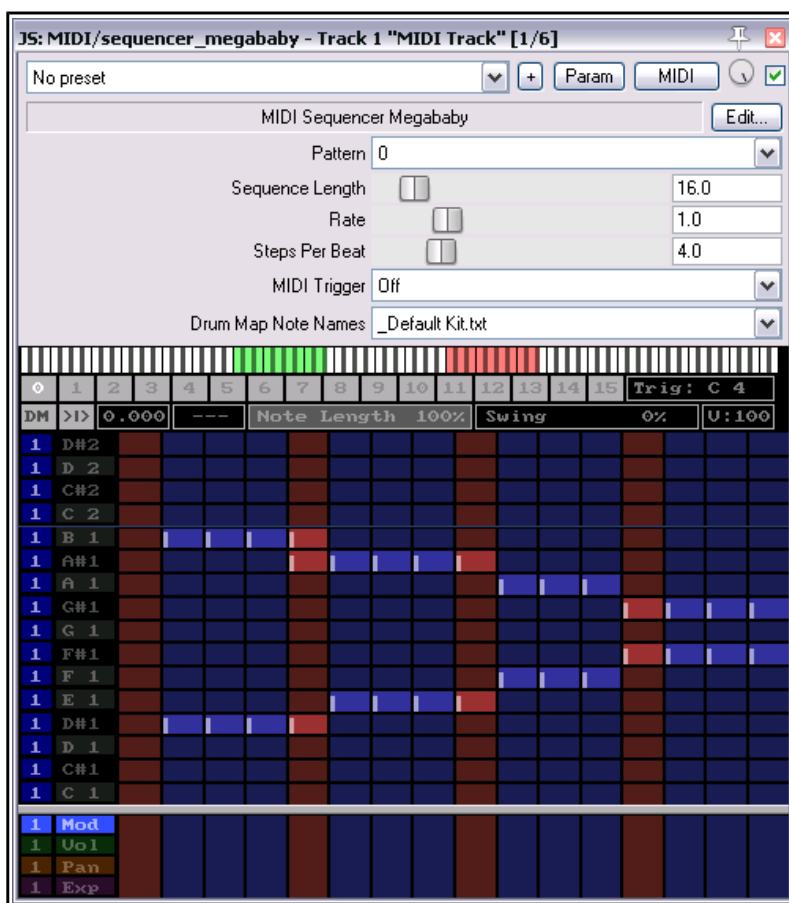 JS: MIDI/sequencer_megababy - Track 1 "MIDI Track" [1/6]
No preset + Param MIDI
MIDI Sequencer Megababy Edit...
Pattern 0
Sequence Length 16.0
Rate 1.0
Steps Per Beat 4.0
MIDI Trigger Off
Drum Map Note Names _Default Kit.txt
0 1 2 3 4 5 6 7 8 9 10 11 12 13 14 15 Trig: C 4
DM >I> 0.000 --- Note Length 100% Swing 0% V:100
1 D#2
1 D 2
1 C#2
1 C 2
1 B 1
1 A#1
1 A 1
1 G#1
1 G 1
1 F#1
1 F 1
1 E 1
1 D#1
1 D 1
1 C#1
1 C 1
1 Mod
1 Vol
1 Pan
1 Exp